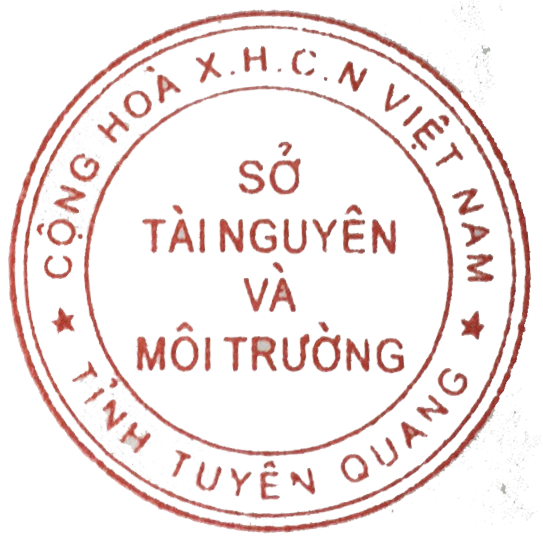 CỘNG HOÀ X.H.C.N VIỆT NAM
SỞ
TÀI NGUYÊN
VÀ
MÔI TRƯỜNG
★ TỈNH TUYÊN QUANG ★